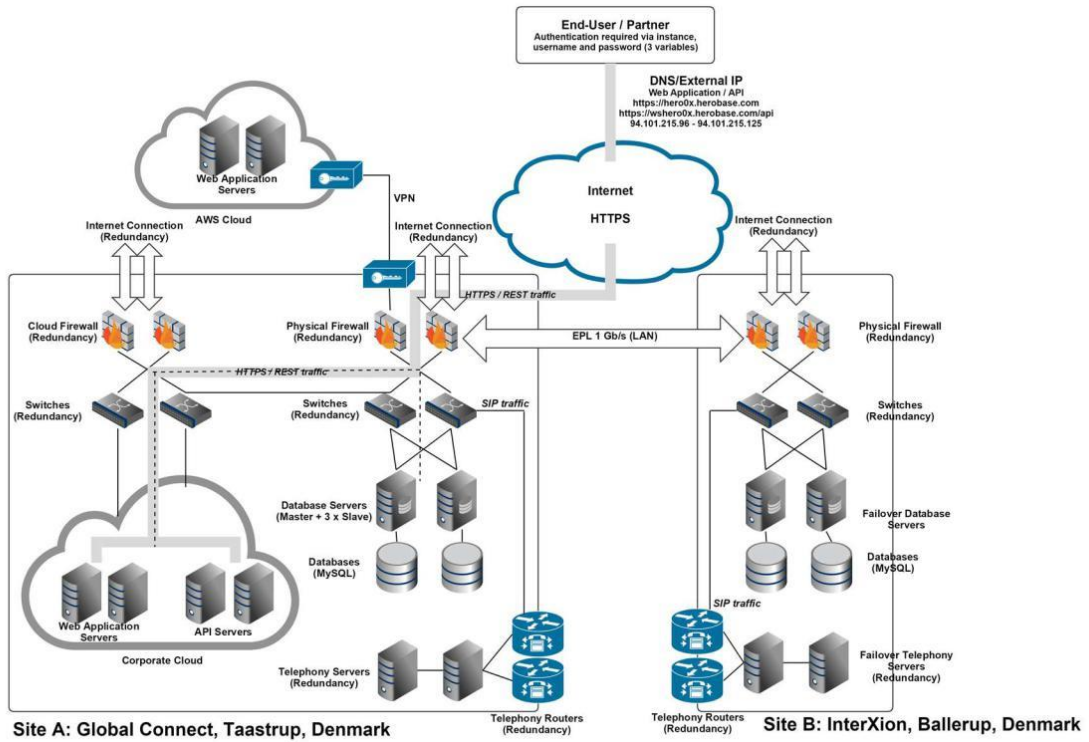 End-User / Partner
Authentication required via instance,
username and password (3 variables)
DNS/External IP
Web Application / API
https://hero0x.herobase.com
https://wshero0x.herobase.com/api
94.101.215.96 - 94.101.215.125
Web Application
Servers
AWS Cloud
VPN
Internet
HTTPS
Internet Connection
(Redundancy)
Internet Connection
(Redundancy)
Internet Connection
(Redundancy)
HTTPS / REST traffic
Cloud Firewall
(Redundancy)
Physical Firewall
(Redundancy)
EPL 1 Gb/s (LAN)
Physical Firewall
(Redundancy)
HTTPS / REST traffic
Switches
(Redundancy)
Switches
(Redundancy)
SIP traffic
Switches
(Redundancy)
Database Servers
(Master + 3 x Slave)
Failover Database
Servers
Databases
(MySQL)
Databases
(MySQL)
SIP traffic
Web Application
Servers
API Servers
Corporate Cloud
Telephony Servers
(Redundancy)
Failover Telephony
Servers
(Redundancy)
Telephony Routers
(Redundancy)
Telephony Routers
(Redundancy)
Site A: Global Connect, Taastrup, Denmark
Site B: InterXion, Ballerup, Denmark